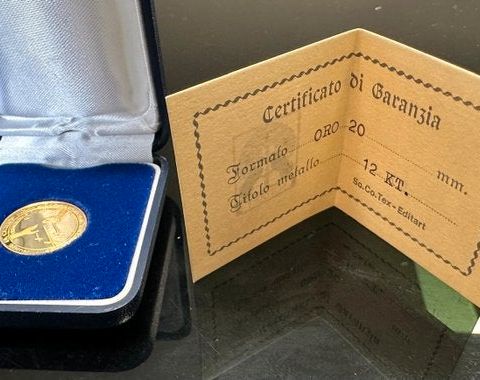 Certificato di Garanzia
Formato ORO 20 mm.
Titolo metallo 12 KT.
So.Co.Tex - Editart